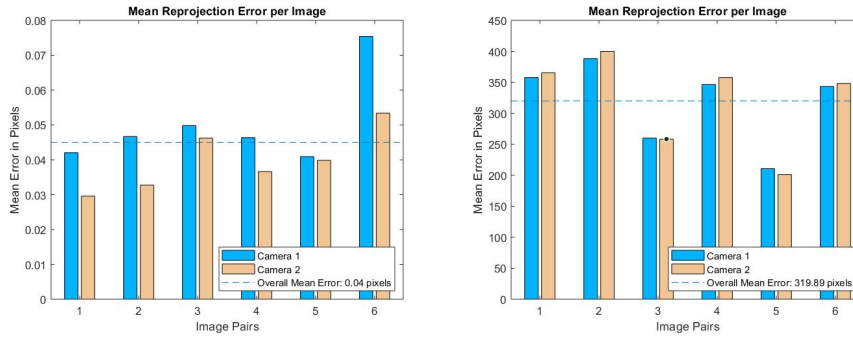 Mean Reprojection Error per Image
0.08
0.07
0.06
0.05
0.04
0.03
0.02
0.01
0
Mean Error in Pixels
Camera 1
Camera 2
Overall Mean Error: 0.04 pixels
1 2 3 4 5 6
Image Pairs
Mean Reprojection Error per Image
450
400
350
300
250
200
150
100
50
0
Mean Error in Pixels
Camera 1
Camera 2
Overall Mean Error: 319.89 pixels
1 2 3 4 5 6
Image Pairs